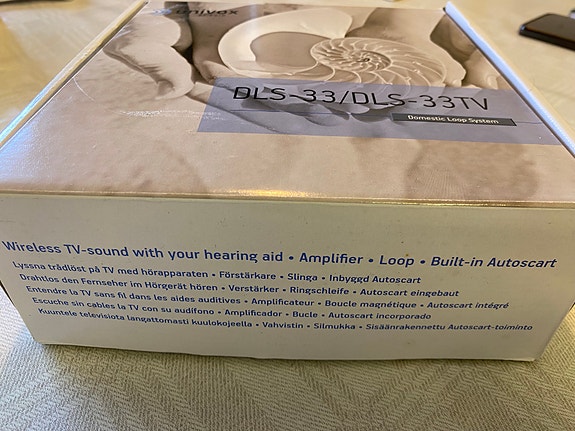 univox
DLS-33/DLS-33TV
Domestic Loop System
Wireless TV-sound with your hearing aid • Amplifier • Loop • Built-in Autoscart
Lyssna trådlöst på TV med hörapparaten • Förstärkare • Slinga • Inbyggd Autoscart
Drahtlos den Fernseher im Hörgerät hören • Verstärker • Ringschleife • Autoscart eingebaut
Entendre la TV sans fil dans les aides auditives • Amplificateur • Boucle magnétique • Autoscart intégré
Escuche sin cables la TV con su audífono • Amplificador • Bucle • Autoscart incorporado
Kuuntele televisiota langattomasti kuulokojeella • Vahvistin • Silmukka • Sisäänrakennettu Autoscart-toiminto